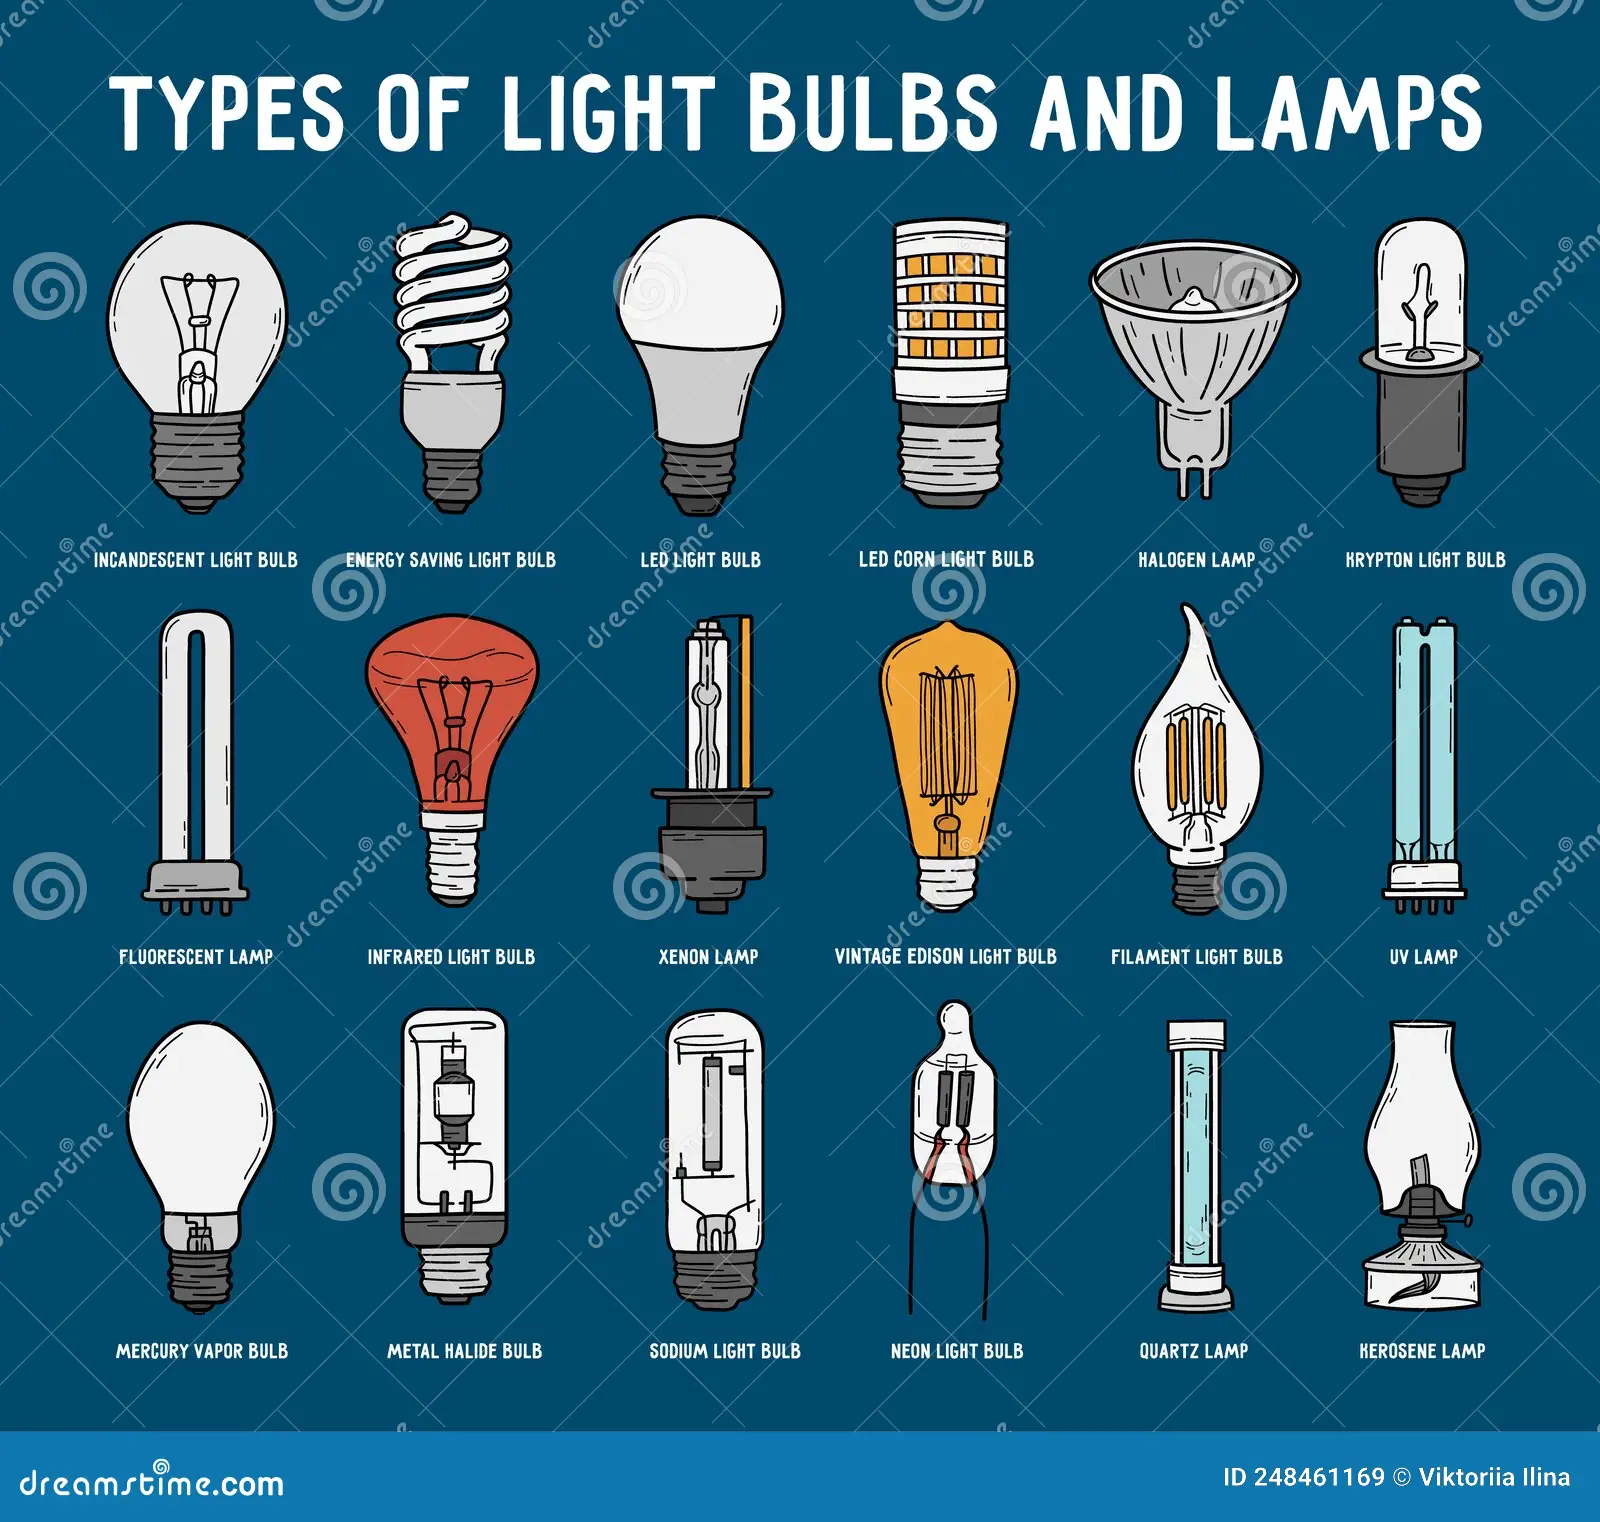 TYPES OF LIGHT BULBS AND LAMPS
INCANDESCENT LIGHT BULB
ENERGY SAVING LIGHT BULB
LED LIGHT BULB
LED CORN LIGHT BULB
HALOGEN LAMP
KRYPTON LIGHT BULB
FLUORESCENT LAMP
INFRARED LIGHT BULB
XENON LAMP
VINTAGE EDISON LIGHT BULB
FILAMENT LIGHT BULB
UV LAMP
MERCURY VAPOR BULB
METAL HALIDE BULB
SODIUM LIGHT BULB
NEON LIGHT BULB
QUARTZ LAMP
KEROSENE LAMP
dreamstime.com
ID 248461169 © Viktoriia Ilina